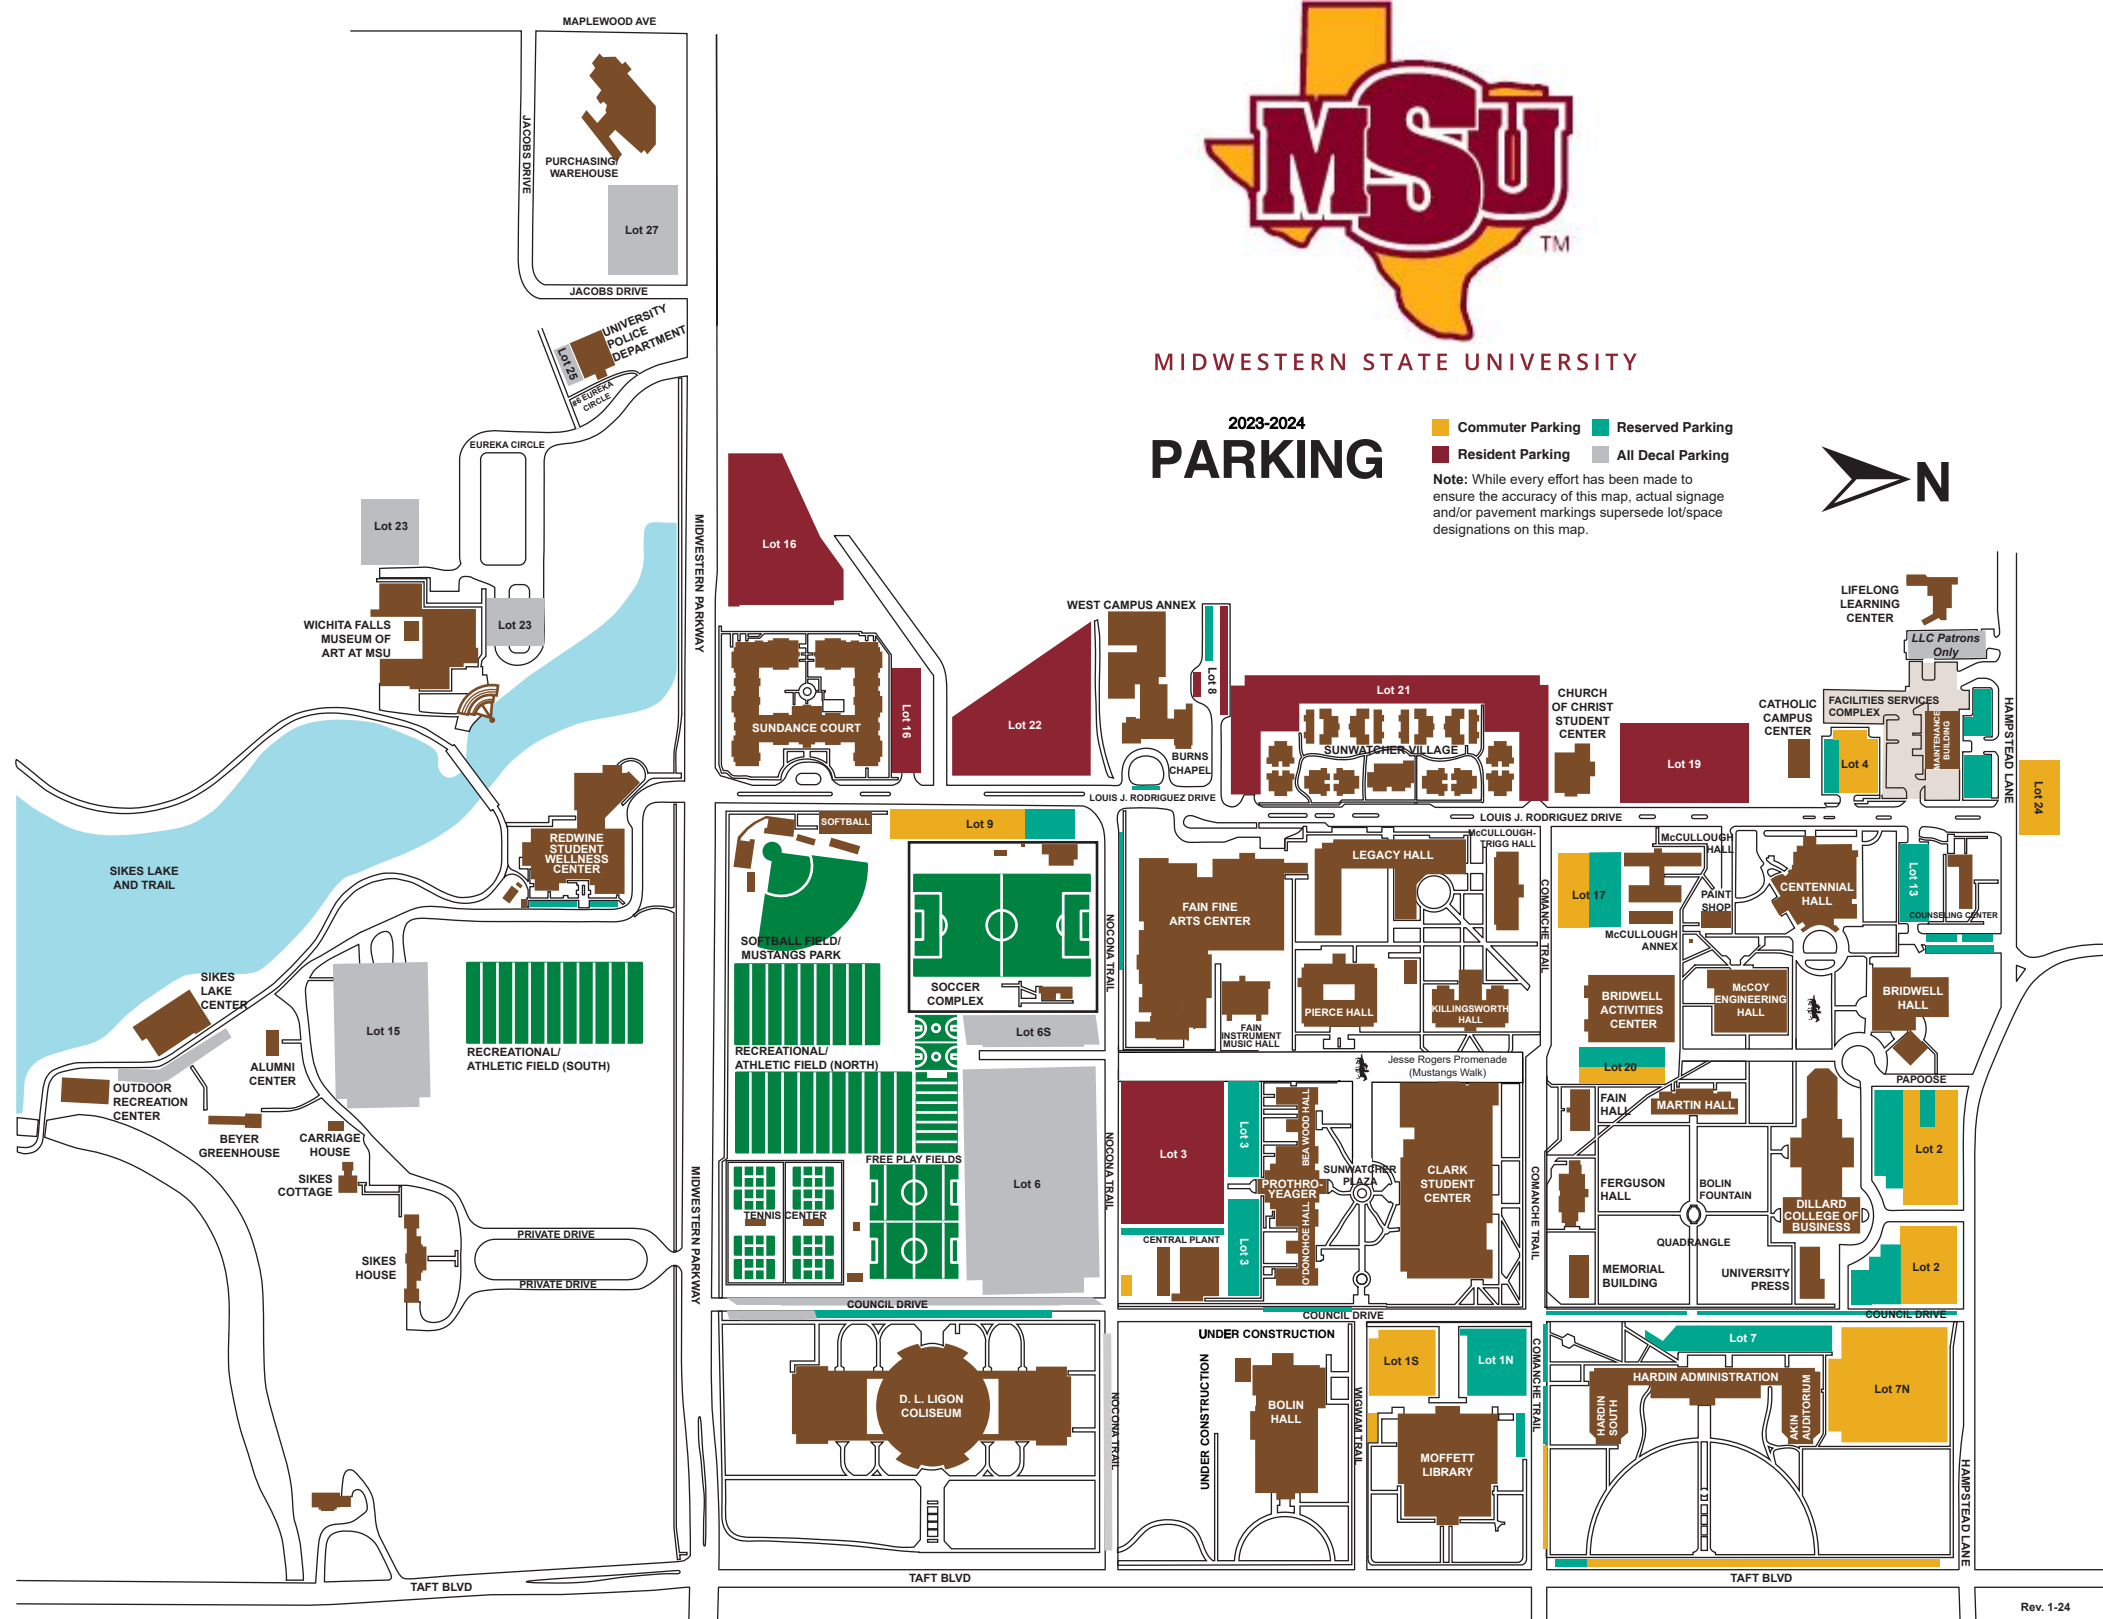 MAPLEWOOD AVE
JACOBS DRIVE
PURCHASING/
WAREHOUSE
Lot 27
JACOBS DRIVE
UNIVERSITY
POLICE
DEPARTMENT
Lot 25
#6 EUREKA
CIRCLE
EUREKA CIRCLE
MSU
TM
MIDWESTERN STATE UNIVERSITY
2023-2024
PARKING
Commuter Parking
Reserved Parking
Resident Parking
All Decal Parking
Note: While every effort has been made to
ensure the accuracy of this map, actual signage
and/or pavement markings supersede lot/space
designations on this map.
N
Lot 23
Lot 23
WICHITA FALLS
MUSEUM OF
ART AT MSU
MIDWESTERN PARKWAY
Lot 16
SUNDANCE COURT
Lot 16
Lot 22
WEST CAMPUS ANNEX
Lot 8
BURNS
CHAPEL
Lot 21
SUNWATCHER VILLAGE
CHURCH
OF CHRIST
STUDENT
CENTER
Lot 19
CATHOLIC
CAMPUS
CENTER
LIFELONG
LEARNING
CENTER
LLC Patrons
Only
FACILITIES SERVICES
COMPLEX
MAINTENANCE
BUILDING
Lot 4
HAMPSTEAD LANE
Lot 24
LOUIS J. RODRIGUEZ DRIVE
LOUIS J. RODRIGUEZ DRIVE
SIKES LAKE
AND TRAIL
REDWINE
STUDENT
WELLNESS
CENTER
SOFTBALL
Lot 9
SOFTBALL FIELD/
MUSTANGS PARK
SOCCER
COMPLEX
NOCONA TRAIL
FAIN FINE
ARTS CENTER
LEGACY HALL
McCULLOUGH-
TRIGG HALL
COMANCHE TRAIL
Lot 17
McCULLOUGH
HALL
PAINT
SHOP
McCULLOUGH
ANNEX
CENTENNIAL
HALL
Lot 13
COUNSELING CENTER
SIKES
LAKE
CENTER
Lot 15
RECREATIONAL/
ATHLETIC FIELD (SOUTH)
RECREATIONAL/
ATHLETIC FIELD (NORTH)
Lot 6S
FAIN
INSTRUMENT
MUSIC HALL
PIERCE HALL
KILLINGSWORTH
HALL
BRIDWELL
ACTIVITIES
CENTER
McCOY
ENGINEERING
HALL
BRIDWELL
HALL
Jesse Rogers Promenade
(Mustangs Walk)
Lot 20
PAPOOSE
ALUMNI
CENTER
OUTDOOR
RECREATION
CENTER
BEYER
GREENHOUSE
CARRIAGE
HOUSE
SIKES
COTTAGE
SIKES
HOUSE
PRIVATE DRIVE
PRIVATE DRIVE
MIDWESTERN PARKWAY
FREE PLAY FIELDS
TENNIS CENTER
Lot 6
NOCONA TRAIL
Lot 3
Lot 3
Lot 3
CENTRAL PLANT
BEA WOOD HALL
PROTHRO-
YEAGER
O'DONOHOE HALL
SUNWATCHER
PLAZA
CLARK
STUDENT
CENTER
COMANCHE TRAIL
FAIN
HALL
MARTIN HALL
FERGUSON
HALL
BOLIN
FOUNTAIN
QUADRANGLE
MEMORIAL
BUILDING
UNIVERSITY
PRESS
DILLARD
COLLEGE OF
BUSINESS
Lot 2
Lot 2
COUNCIL DRIVE
COUNCIL DRIVE
COUNCIL DRIVE
D. L. LIGON
COLISEUM
NOCONA TRAIL
UNDER CONSTRUCTION
UNDER CONSTRUCTION
BOLIN
HALL
WIGWAM TRAIL
Lot 1S
Lot 1N
MOFFETT
LIBRARY
COMANCHE TRAIL
Lot 7
HARDIN ADMINISTRATION
HARDIN
SOUTH
AKIN
AUDITORIUM
Lot 7N
HAMPSTEAD LANE
TAFT BLVD
TAFT BLVD
TAFT BLVD
Rev. 1-24